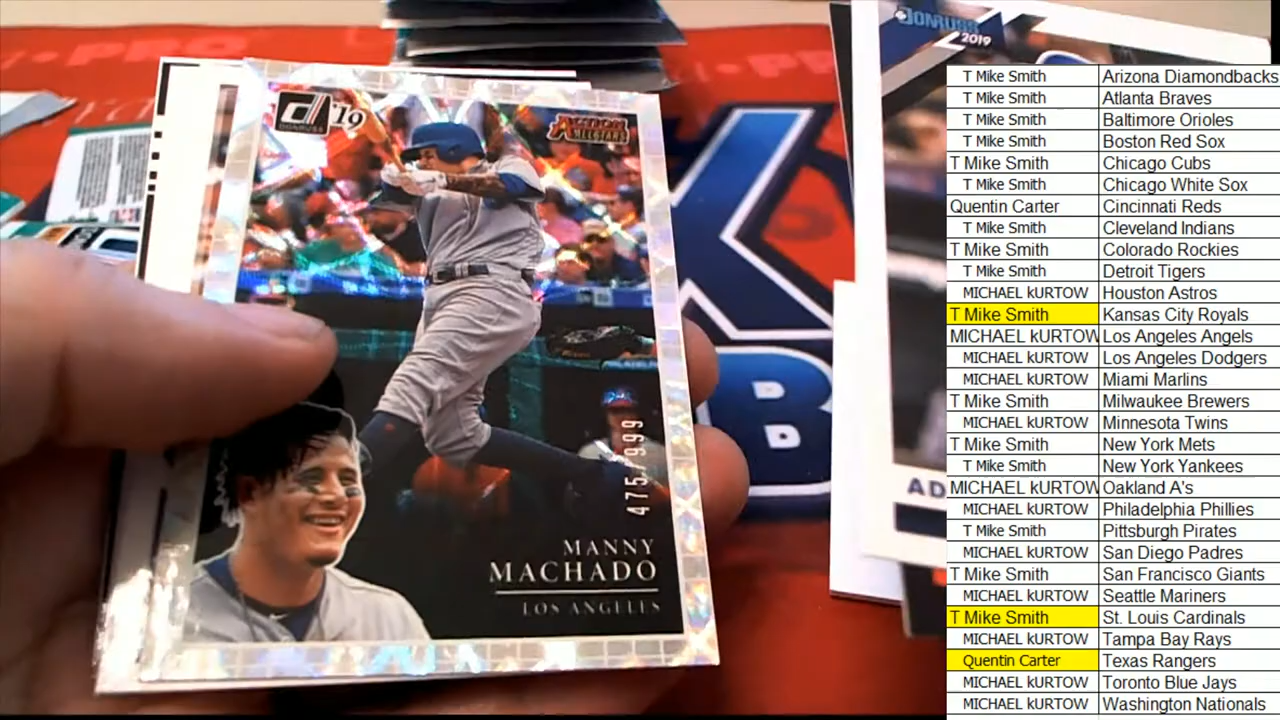 DONRUSS
2019
'19
DONRUSS
ACTION
ALL-STARS
475/999
MANNY
MACHADO
LOS ANGELES
AD
B
T Mike Smith Arizona Diamondbacks
T Mike Smith Atlanta Braves
T Mike Smith Baltimore Orioles
T Mike Smith Boston Red Sox
T Mike Smith Chicago Cubs
T Mike Smith Chicago White Sox
Quentin Carter Cincinnati Reds
T Mike Smith Cleveland Indians
T Mike Smith Colorado Rockies
T Mike Smith Detroit Tigers
MICHAEL kURTOW Houston Astros
T Mike Smith Kansas City Royals
MICHAEL kURTOW Los Angeles Angels
MICHAEL kURTOW Los Angeles Dodgers
MICHAEL kURTOW Miami Marlins
T Mike Smith Milwaukee Brewers
MICHAEL kURTOW Minnesota Twins
T Mike Smith New York Mets
T Mike Smith New York Yankees
MICHAEL kURTOW Oakland A's
MICHAEL kURTOW Philadelphia Phillies
T Mike Smith Pittsburgh Pirates
MICHAEL kURTOW San Diego Padres
T Mike Smith San Francisco Giants
MICHAEL kURTOW Seattle Mariners
T Mike Smith St. Louis Cardinals
MICHAEL kURTOW Tampa Bay Rays
Quentin Carter Texas Rangers
MICHAEL kURTOW Toronto Blue Jays
MICHAEL kURTOW Washington Nationals